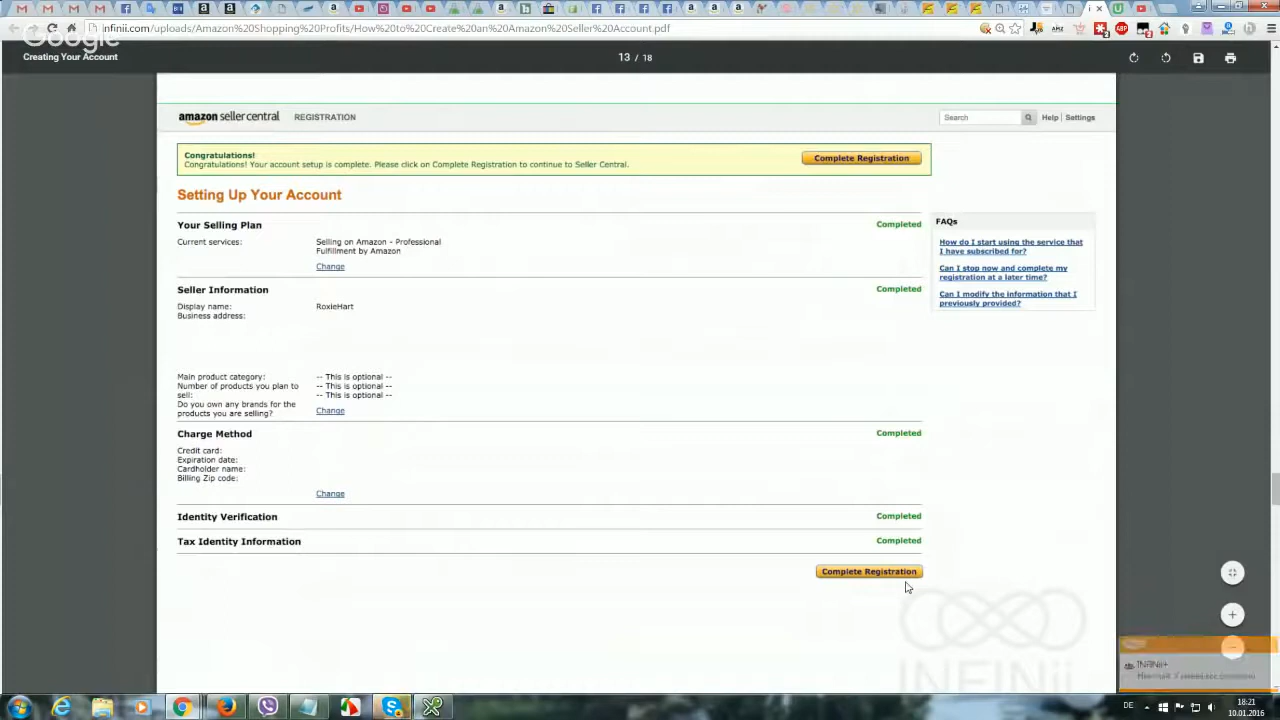 infinii.com/uploads/Amazon%20Shopping%20Profits/How%20to%20Create%20an%20Amazon%20Seller%20Account.pdf
Google
Creating Your Account
13 / 18
amazon seller central REGISTRATION
Search Help | Settings
Congratulations!
Congratulations! Your account setup is complete. Please click on Complete Registration to continue to Seller Central.
Complete Registration
Setting Up Your Account
Your Selling Plan Completed
Current services: Selling on Amazon - Professional
Fulfillment by Amazon
Change
Seller Information Completed
Display name: RoxieHart
Business address:
Main product category: -- This is optional --
Number of products you plan to -- This is optional --
sell: -- This is optional --
Do you own any brands for the
products you are selling? Change
Charge Method Completed
Credit card:
Expiration date:
Cardholder name:
Billing Zip code:
Change
Identity Verification Completed
Tax Identity Information Completed
Complete Registration
FAQs
How do I start using the service that
I have subscribed for?
Can I stop now and complete my
registration at a later time?
Can I modify the information that I
previously provided?
INFINii
INFINii+
DE
18:21
10.01.2016